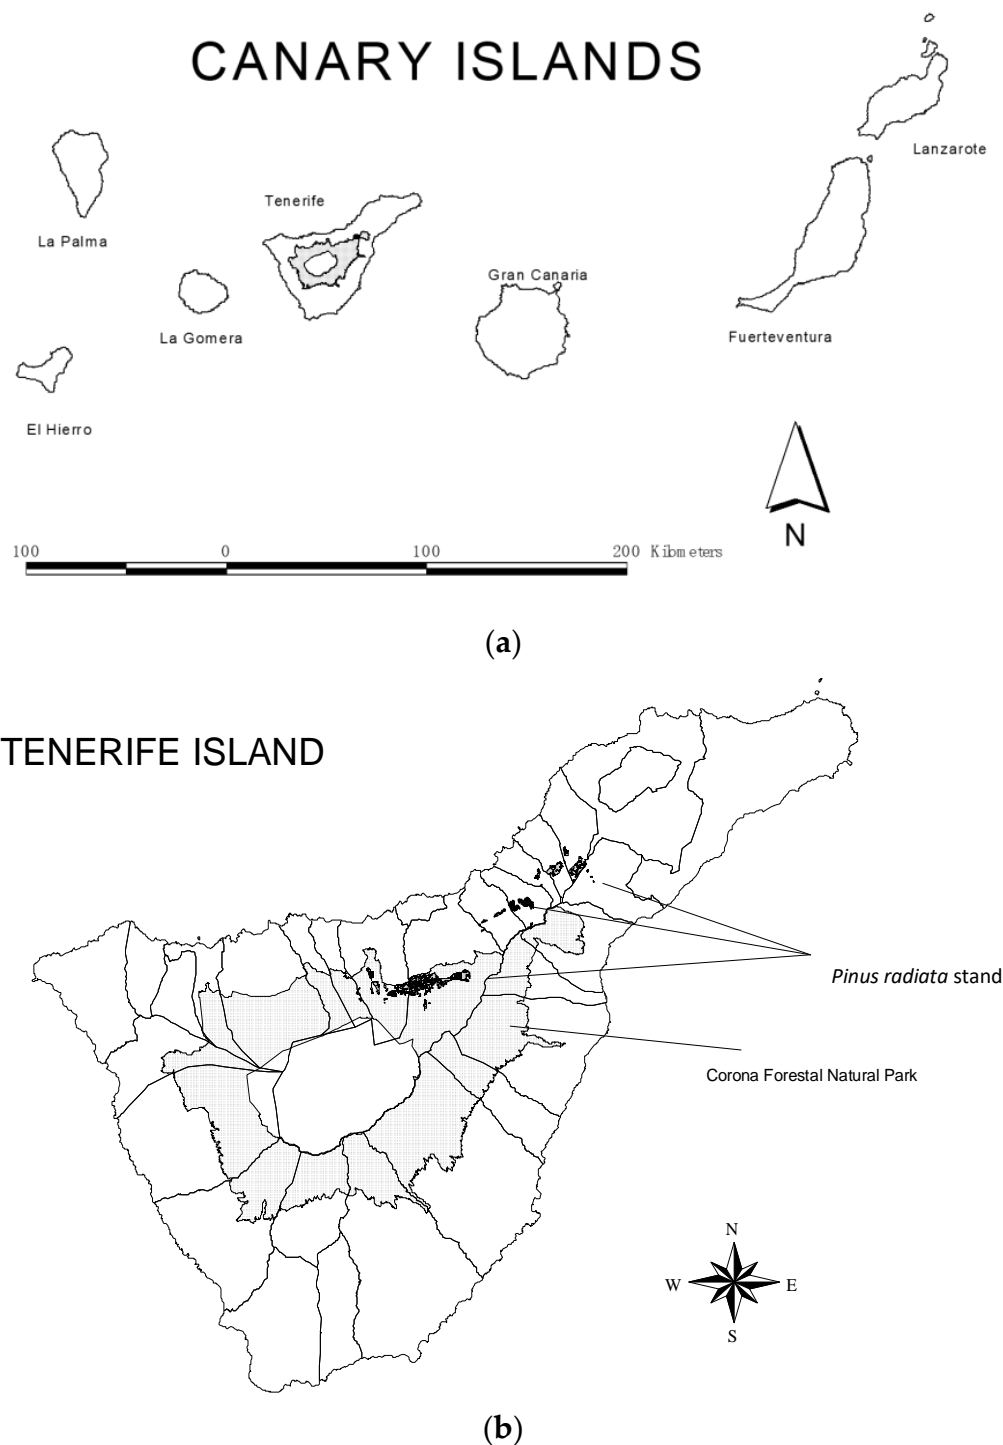 CANARY ISLANDS
Lanzarote
Tenerife
La Palma
Gran Canaria
La Gomera
Fuerteventura
El Hierro
N
100 0 100 200 Kilometers
(a)
TENERIFE ISLAND
Pinus radiata stand
Corona Forestal Natural Park
N
W E
S
(b)